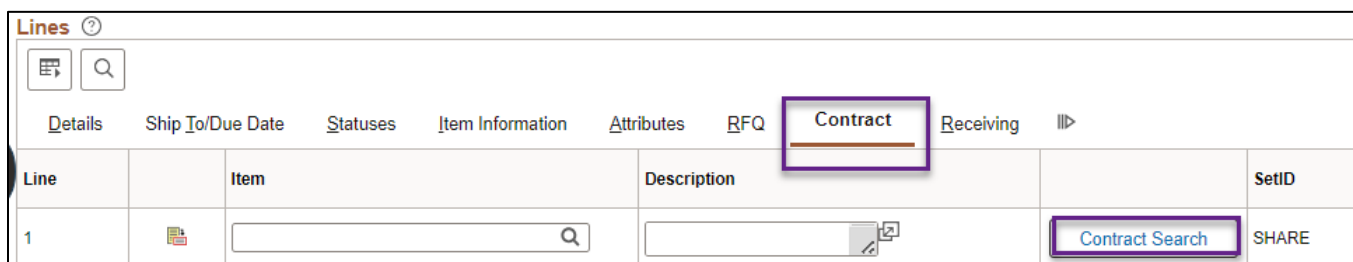 Lines
Details Ship To/Due Date Statuses Item Information Attributes RFQ Contract Receiving
Line Item Description SetID
1 Contract Search SHARE